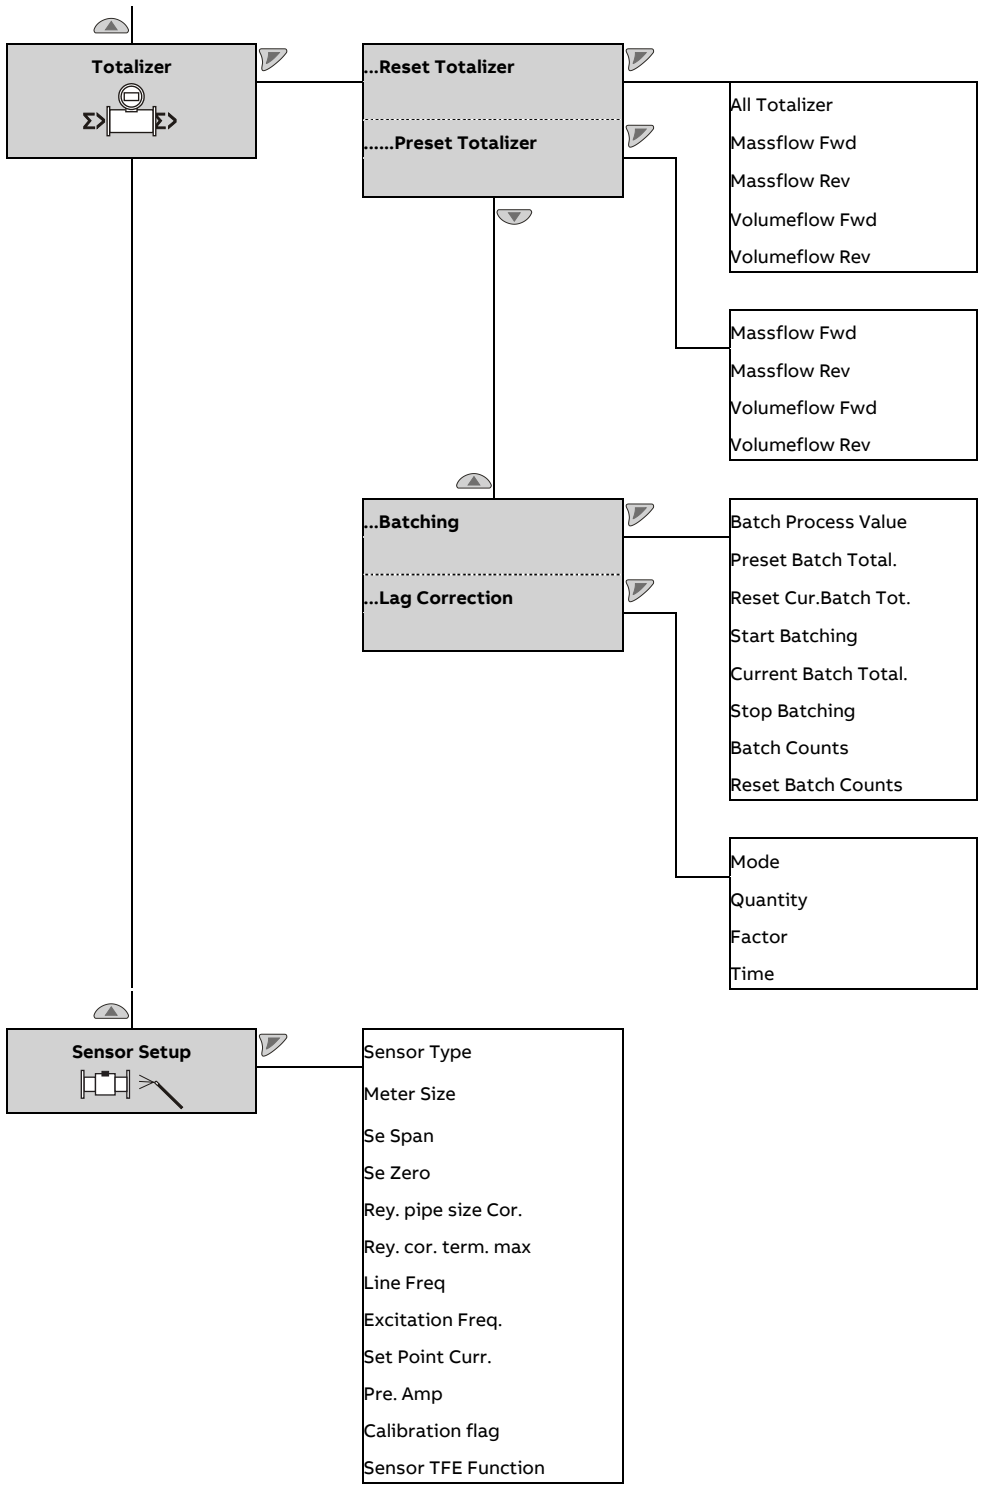 Totalizer
Σ> Σ>
...Reset Totalizer
......Preset Totalizer
All Totalizer
Massflow Fwd
Massflow Rev
Volumeflow Fwd
Volumeflow Rev
Massflow Fwd
Massflow Rev
Volumeflow Fwd
Volumeflow Rev
...Batching
...Lag Correction
Batch Process Value
Preset Batch Total.
Reset Cur.Batch Tot.
Start Batching
Current Batch Total.
Stop Batching
Batch Counts
Reset Batch Counts
Mode
Quantity
Factor
Time
Sensor Setup
Sensor Type
Meter Size
Se Span
Se Zero
Rey. pipe size Cor.
Rey. cor. term. max
Line Freq
Excitation Freq.
Set Point Curr.
Pre. Amp
Calibration flag
Sensor TFE Function